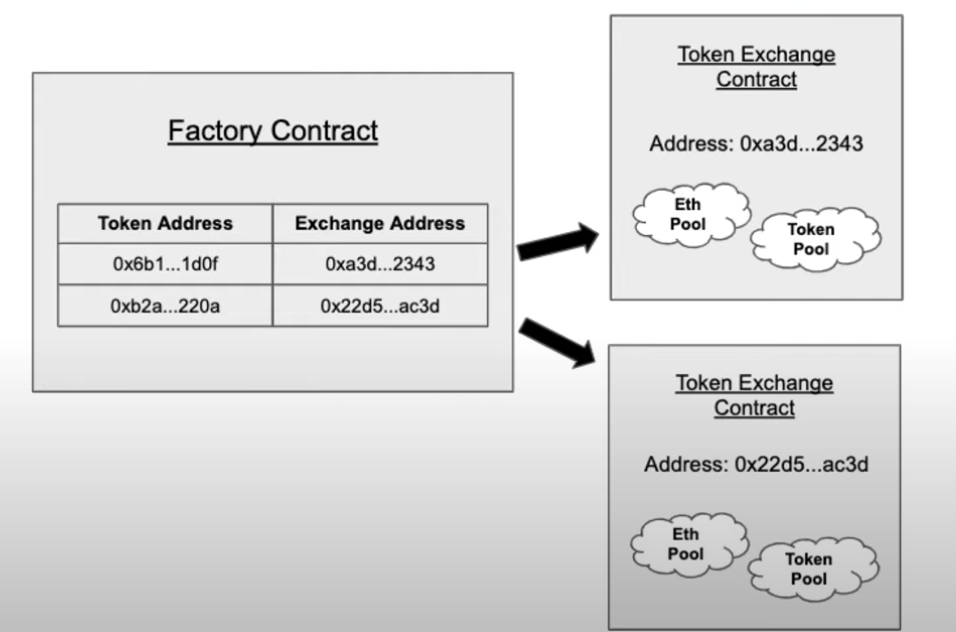 Factory Contract
Token Address Exchange Address
0x6b1...1d0f 0xa3d...2343
0xb2a...220a 0x22d5...ac3d
Token Exchange
Contract
Address: 0xa3d...2343
Eth
Pool
Token
Pool
Token Exchange
Contract
Address: 0x22d5...ac3d
Eth
Pool
Token
Pool